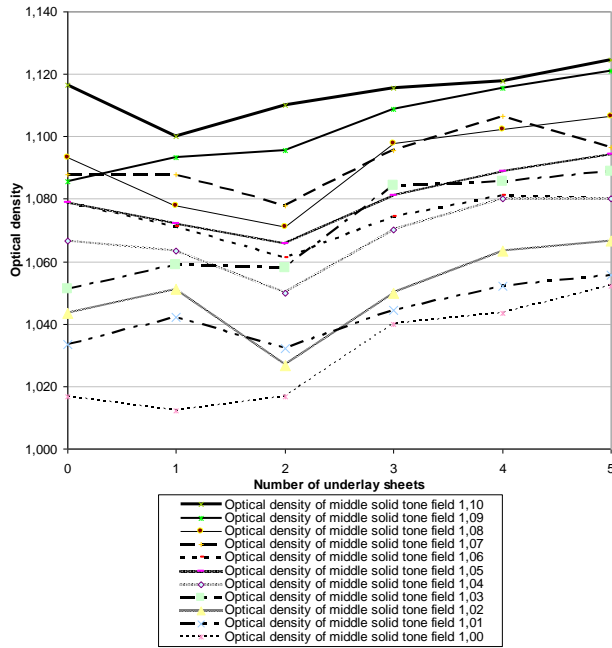 1,140
1,120
1,100
1,080
1,060
1,040
1,020
1,000
Optical density
0 1 2 3 4 5
Number of underlay sheets
Optical density of middle solid tone field 1,10
Optical density of middle solid tone field 1,09
Optical density of middle solid tone field 1,08
Optical density of middle solid tone field 1,07
Optical density of middle solid tone field 1,06
Optical density of middle solid tone field 1,05
Optical density of middle solid tone field 1,04
Optical density of middle solid tone field 1,03
Optical density of middle solid tone field 1,02
Optical density of middle solid tone field 1,01
Optical density of middle solid tone field 1,00